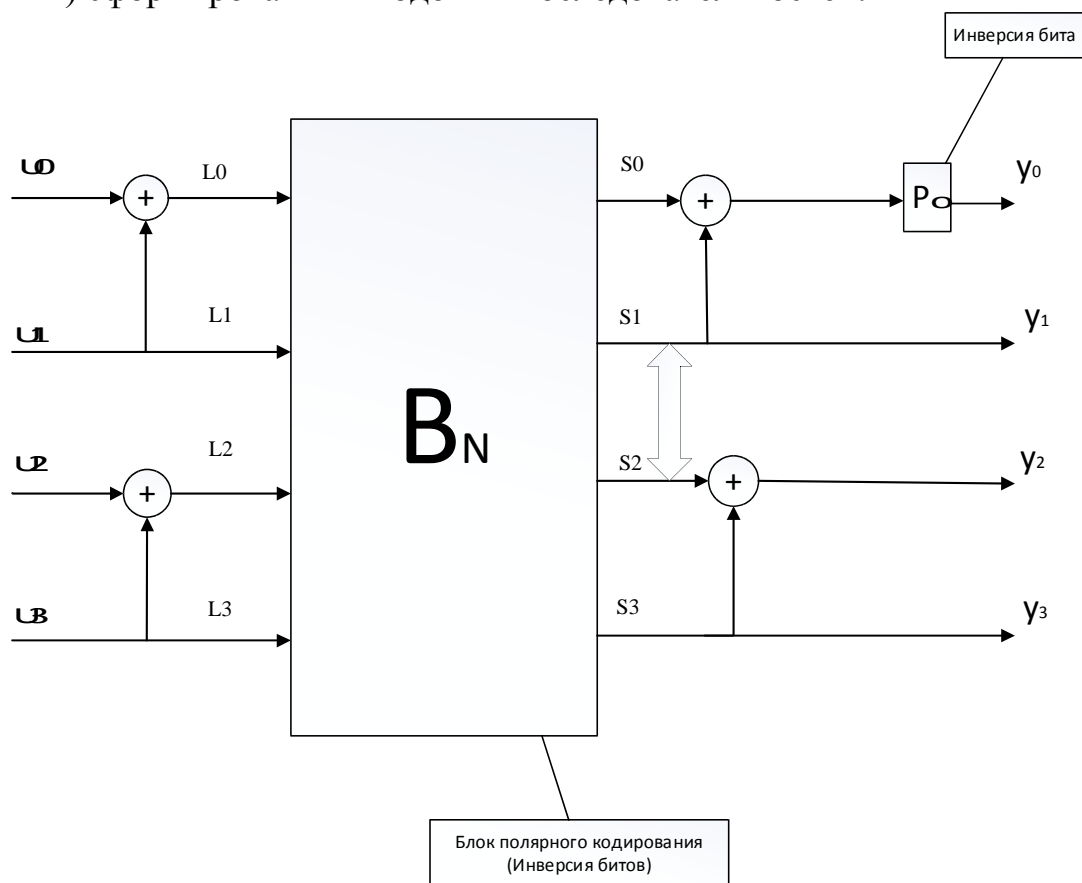 Инверсия бита
U0 L0 S0 + + P0 y0
U1 L1 S1 y1
BN
U2 L2 S2 + + y2
U3 L3 S3 y3
Блок полярного кодирования
(Инверсия битов)